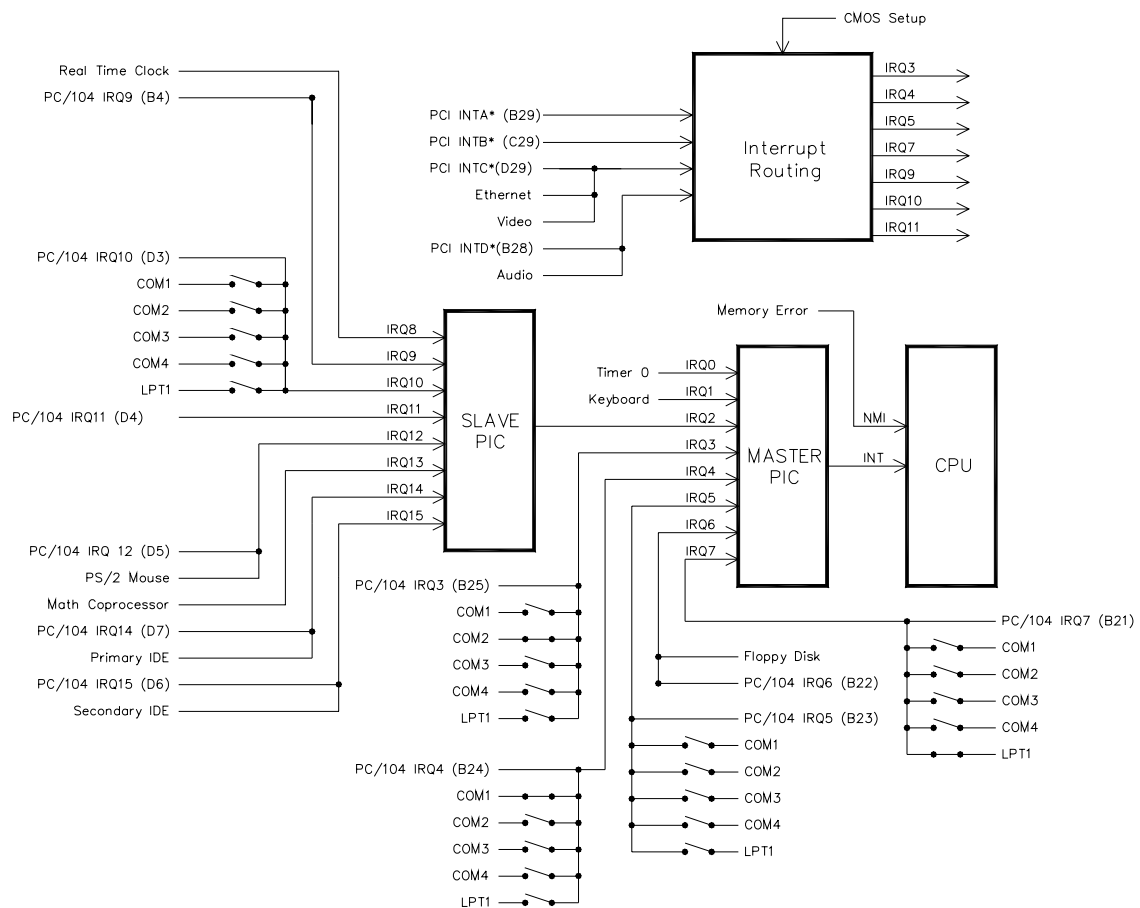 CMOS Setup
Real Time Clock
PC/104 IRQ9 (B4)
PCI INTA* (B29)
PCI INTB* (C29)
PCI INTC*(D29)
Ethernet
Video
PCI INTD*(B28)
Audio
Interrupt
Routing
IRQ3
IRQ4
IRQ5
IRQ7
IRQ9
IRQ10
IRQ11
PC/104 IRQ10 (D3)
COM1
COM2
COM3
COM4
LPT1
PC/104 IRQ11 (D4)
IRQ8
IRQ9
IRQ10
IRQ11
IRQ12
IRQ13
IRQ14
IRQ15
SLAVE
PIC
PC/104 IRQ 12 (D5)
PS/2 Mouse
Math Coprocessor
PC/104 IRQ14 (D7)
Primary IDE
PC/104 IRQ15 (D6)
Secondary IDE
Memory Error
Timer 0
Keyboard
IRQ0
IRQ1
IRQ2
IRQ3
IRQ4
IRQ5
IRQ6
IRQ7
MASTER
PIC
NMI
INT
CPU
PC/104 IRQ3 (B25)
COM1
COM2
COM3
COM4
LPT1
PC/104 IRQ4 (B24)
COM1
COM2
COM3
COM4
LPT1
Floppy Disk
PC/104 IRQ6 (B22)
PC/104 IRQ5 (B23)
COM1
COM2
COM3
COM4
LPT1
PC/104 IRQ7 (B21)
COM1
COM2
COM3
COM4
LPT1